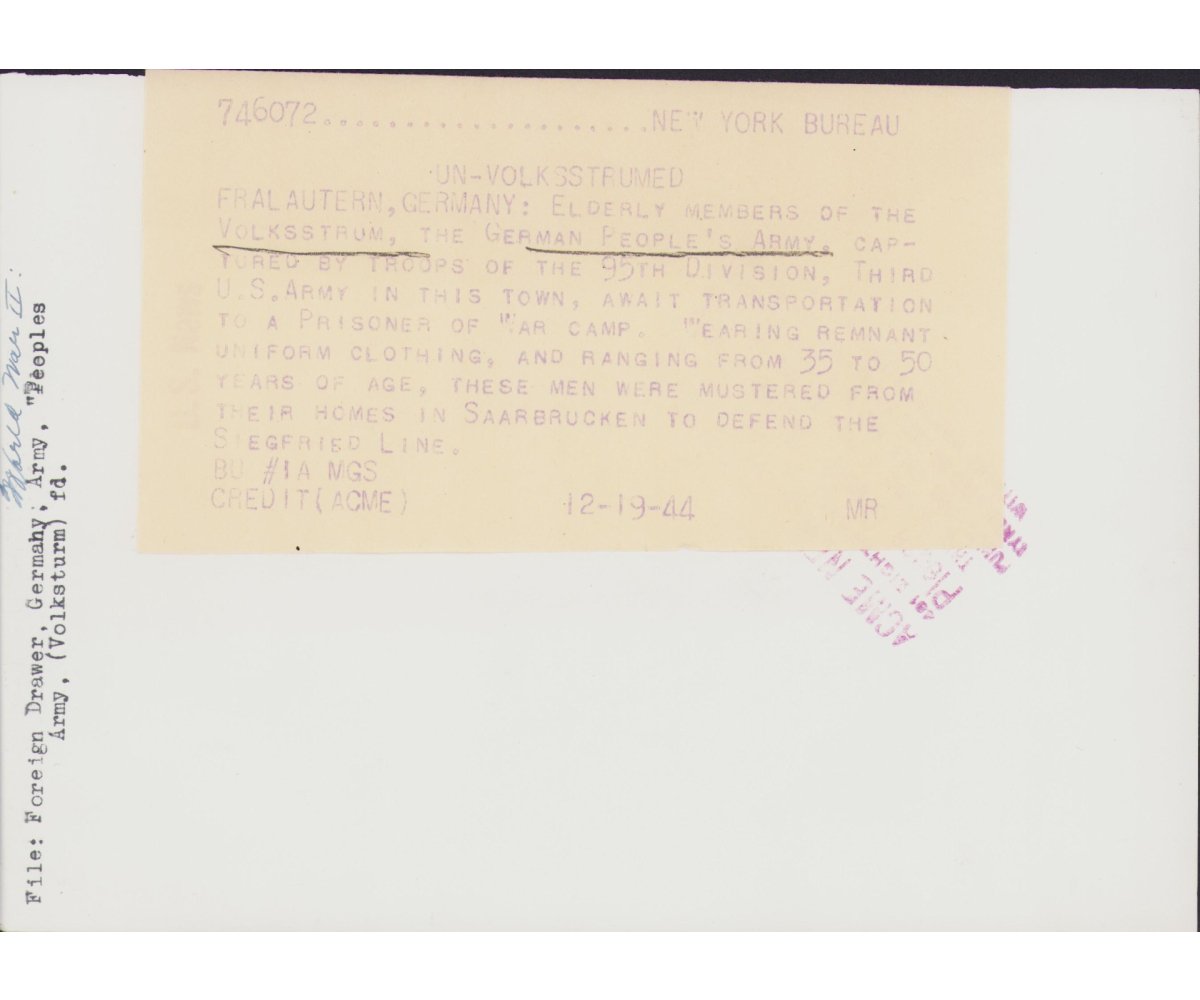 746072......................NEW YORK BUREAU
UN-VOLKSSTRUMED
FRALAUTERN, GERMANY: ELDERLY MEMBERS OF THE
VOLKSSTRUM, THE GERMAN PEOPLE'S ARMY, CAP-
TURED BY TROOPS OF THE 95TH DIVISION, THIRD
U.S.ARMY IN THIS TOWN, AWAIT TRANSPORTATION
TO A PRISONER OF WAR CAMP. WEARING REMNANT
UNIFORM CLOTHING, AND RANGING FROM 35 TO 50
YEARS OF AGE, THESE MEN WERE MUSTERED FROM
THEIR HOMES IN SAARBRUCKEN TO DEFEND THE
SIEGFRIED LINE.
BU #1A MGS
CREDIT(ACME) 12-19-44 MR
World War II:
File: Foreign Drawer, Germany; Army, "Peoples
Army, (Volksturm) fd.
ACME